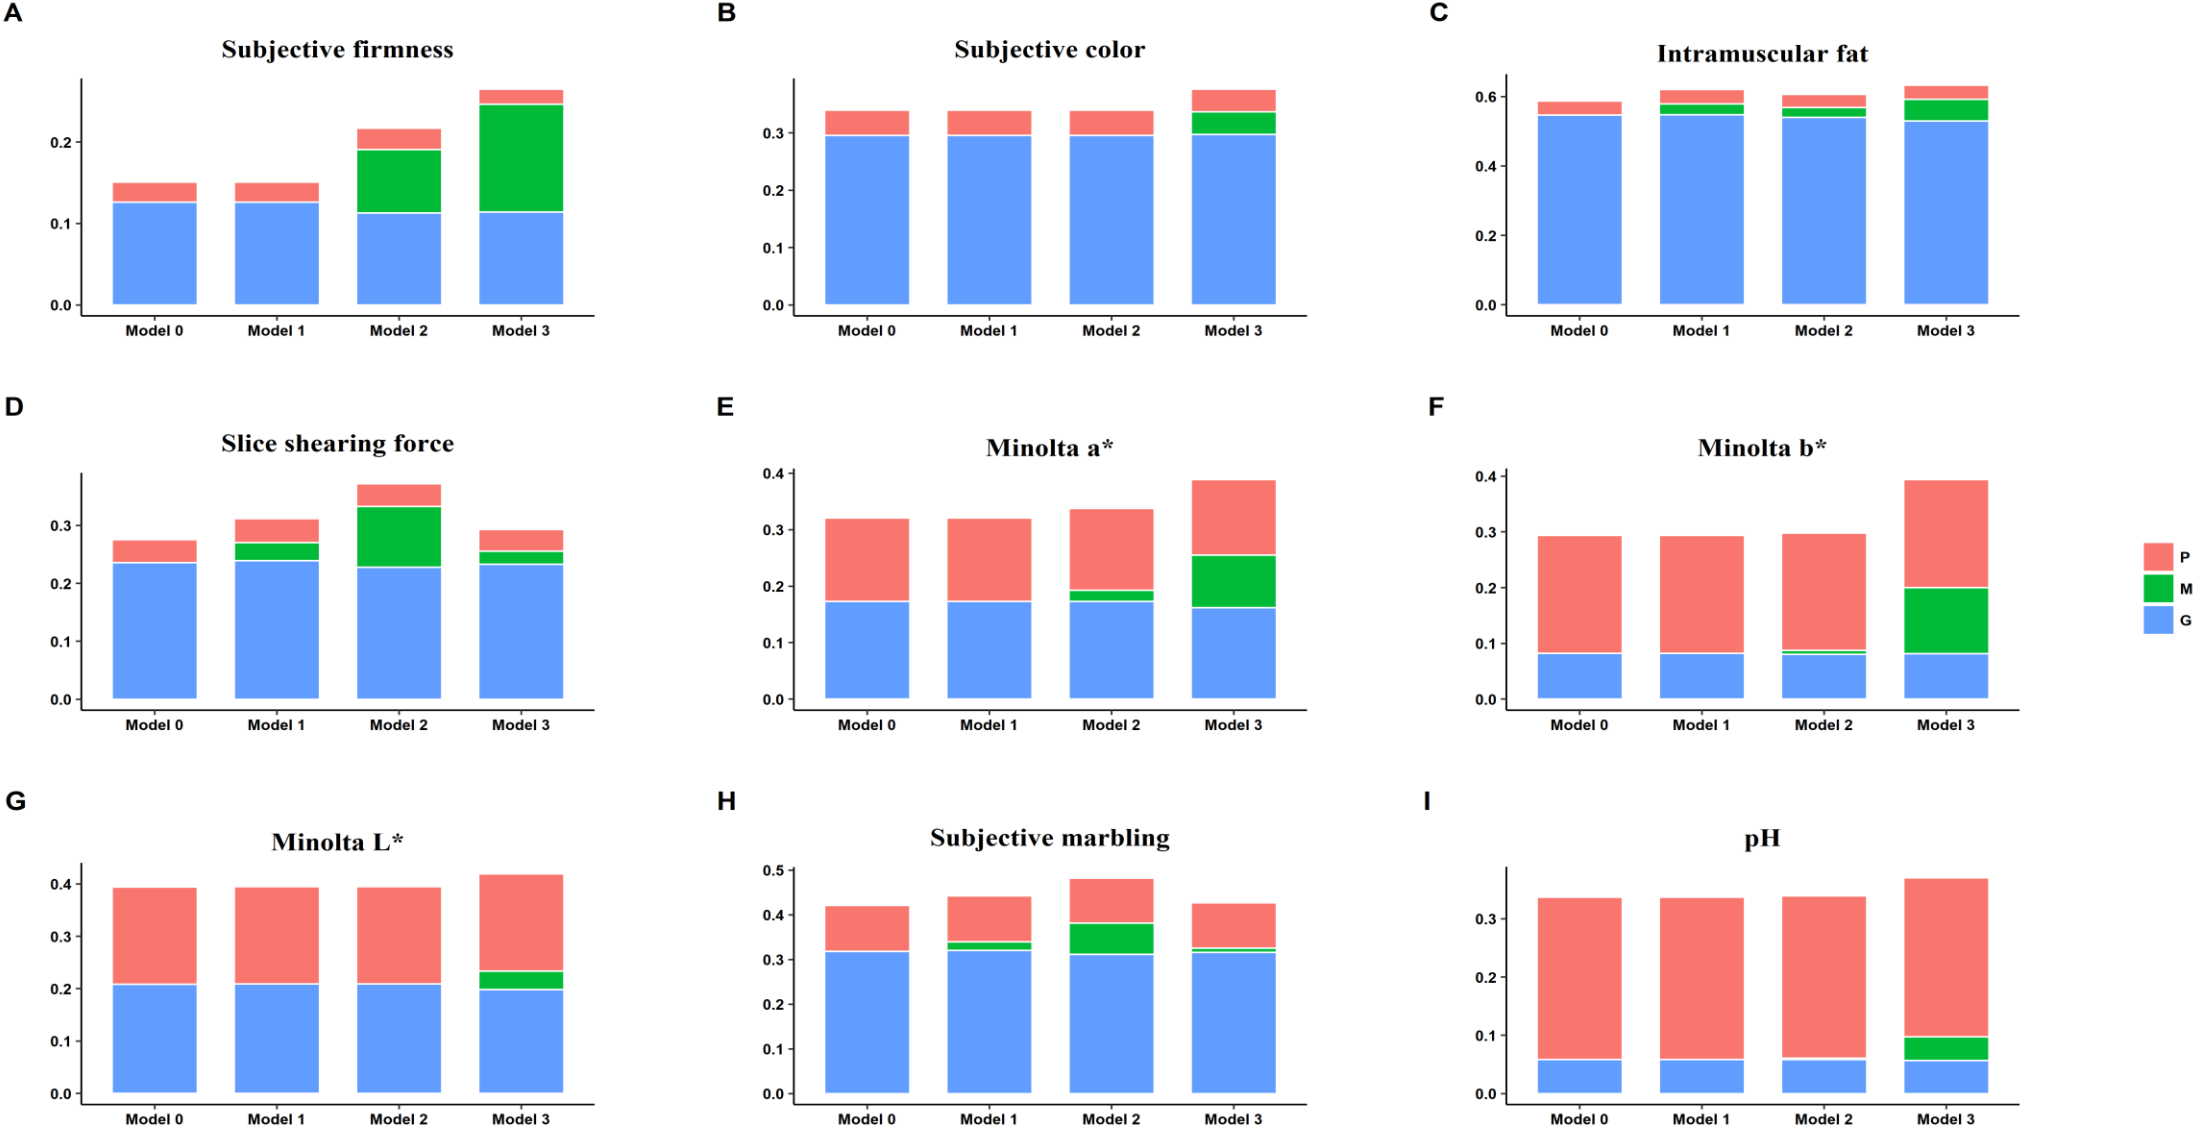 A
Subjective firmness
0.2
0.1
0.0
Model 0 Model 1 Model 2 Model 3
B
Subjective color
0.3
0.2
0.1
0.0
Model 0 Model 1 Model 2 Model 3
C
Intramuscular fat
0.6
0.4
0.2
0.0
Model 0 Model 1 Model 2 Model 3
D
Slice shearing force
0.3
0.2
0.1
0.0
Model 0 Model 1 Model 2 Model 3
E
Minolta a*
0.4
0.3
0.2
0.1
0.0
Model 0 Model 1 Model 2 Model 3
F
Minolta b*
0.4
0.3
0.2
0.1
0.0
Model 0 Model 1 Model 2 Model 3
P
M
G
G
Minolta L*
0.4
0.3
0.2
0.1
0.0
Model 0 Model 1 Model 2 Model 3
H
Subjective marbling
0.5
0.4
0.3
0.2
0.1
0.0
Model 0 Model 1 Model 2 Model 3
I
pH
0.3
0.2
0.1
0.0
Model 0 Model 1 Model 2 Model 3